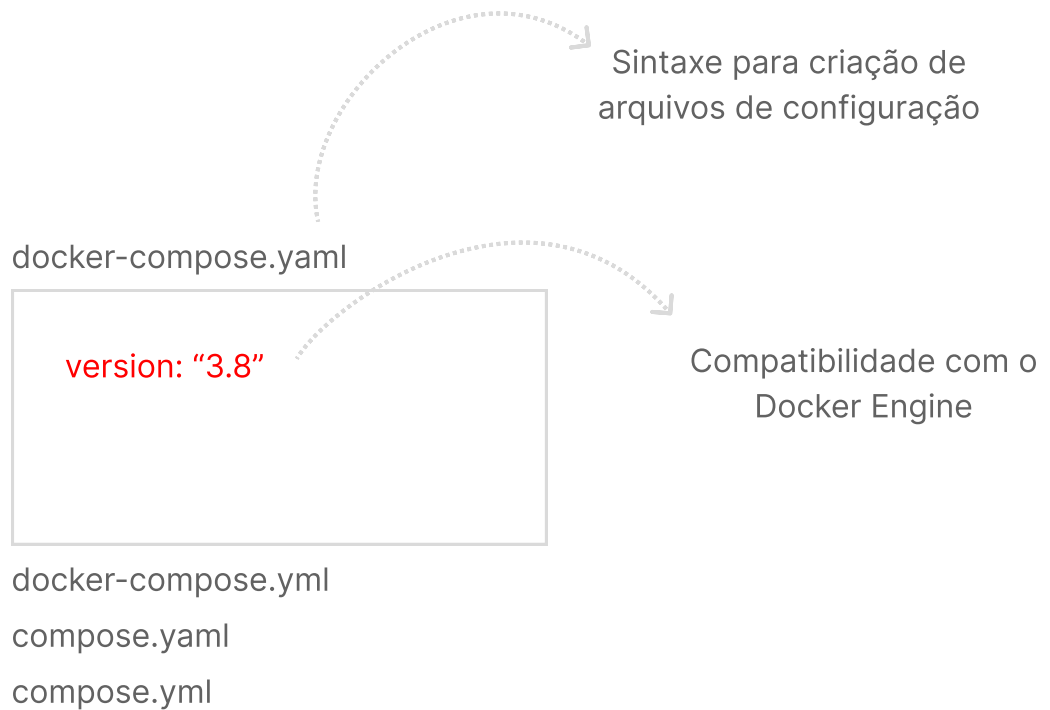 Sintaxe para criação de
arquivos de configuração
docker-compose.yaml
version: “3.8”
Compatibilidade com o
Docker Engine
docker-compose.yml
compose.yaml
compose.yml